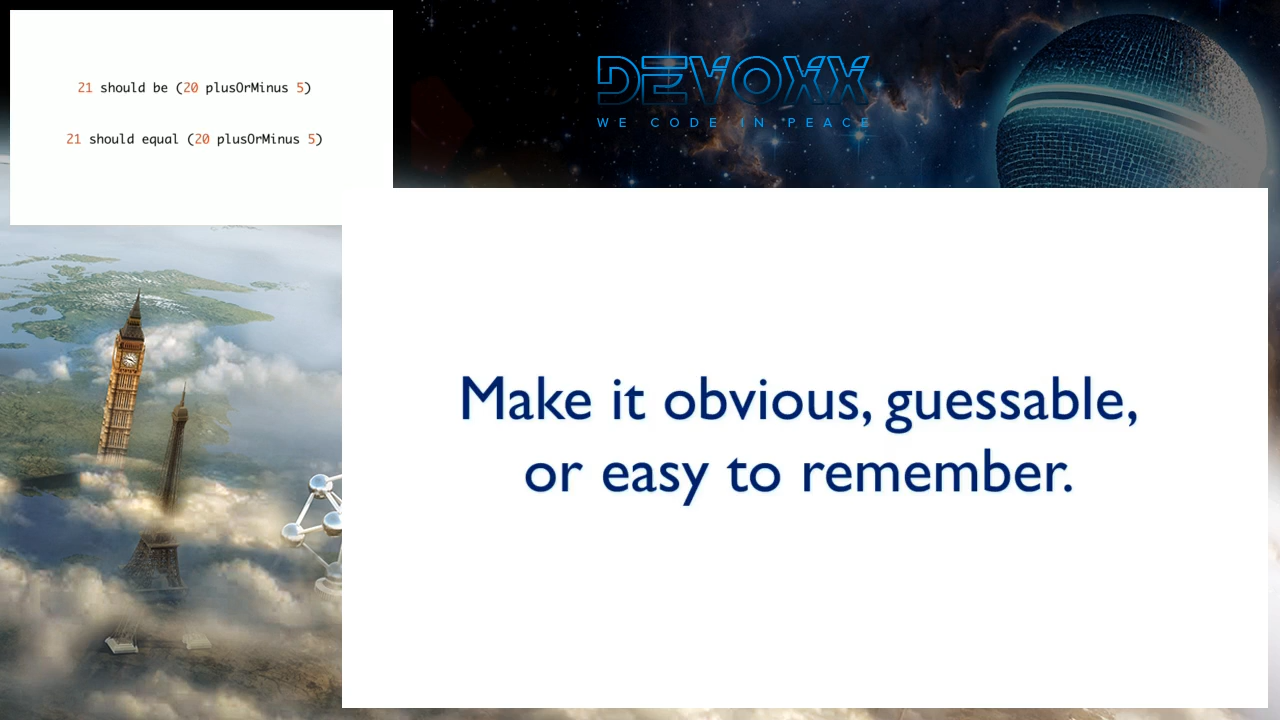 21 should be (20 plusOrMinus 5)
21 should equal (20 plusOrMinus 5)
DEVOXX
WE CODE IN PEACE
Make it obvious, guessable,
or easy to remember.